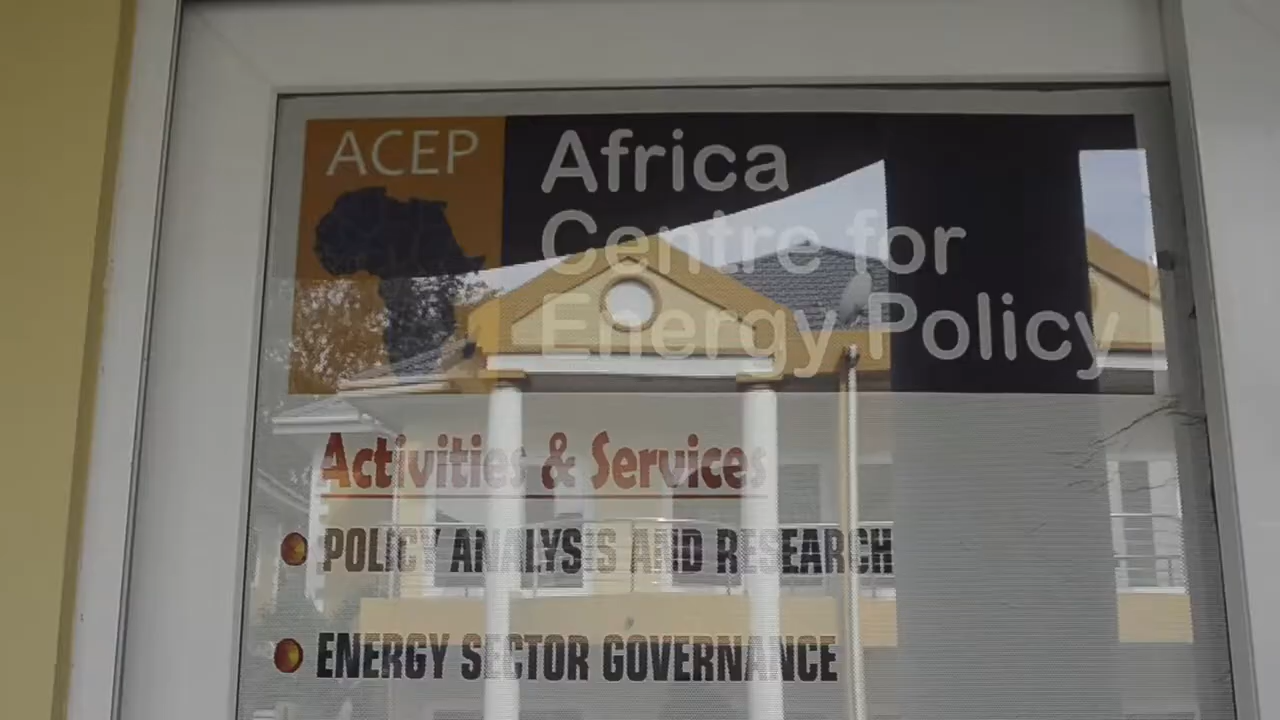 ACEP
Africa
Centre for
Energy Policy
Activities & Services
POLICY ANALYSIS AND RESEARCH
ENERGY SECTOR GOVERNANCE